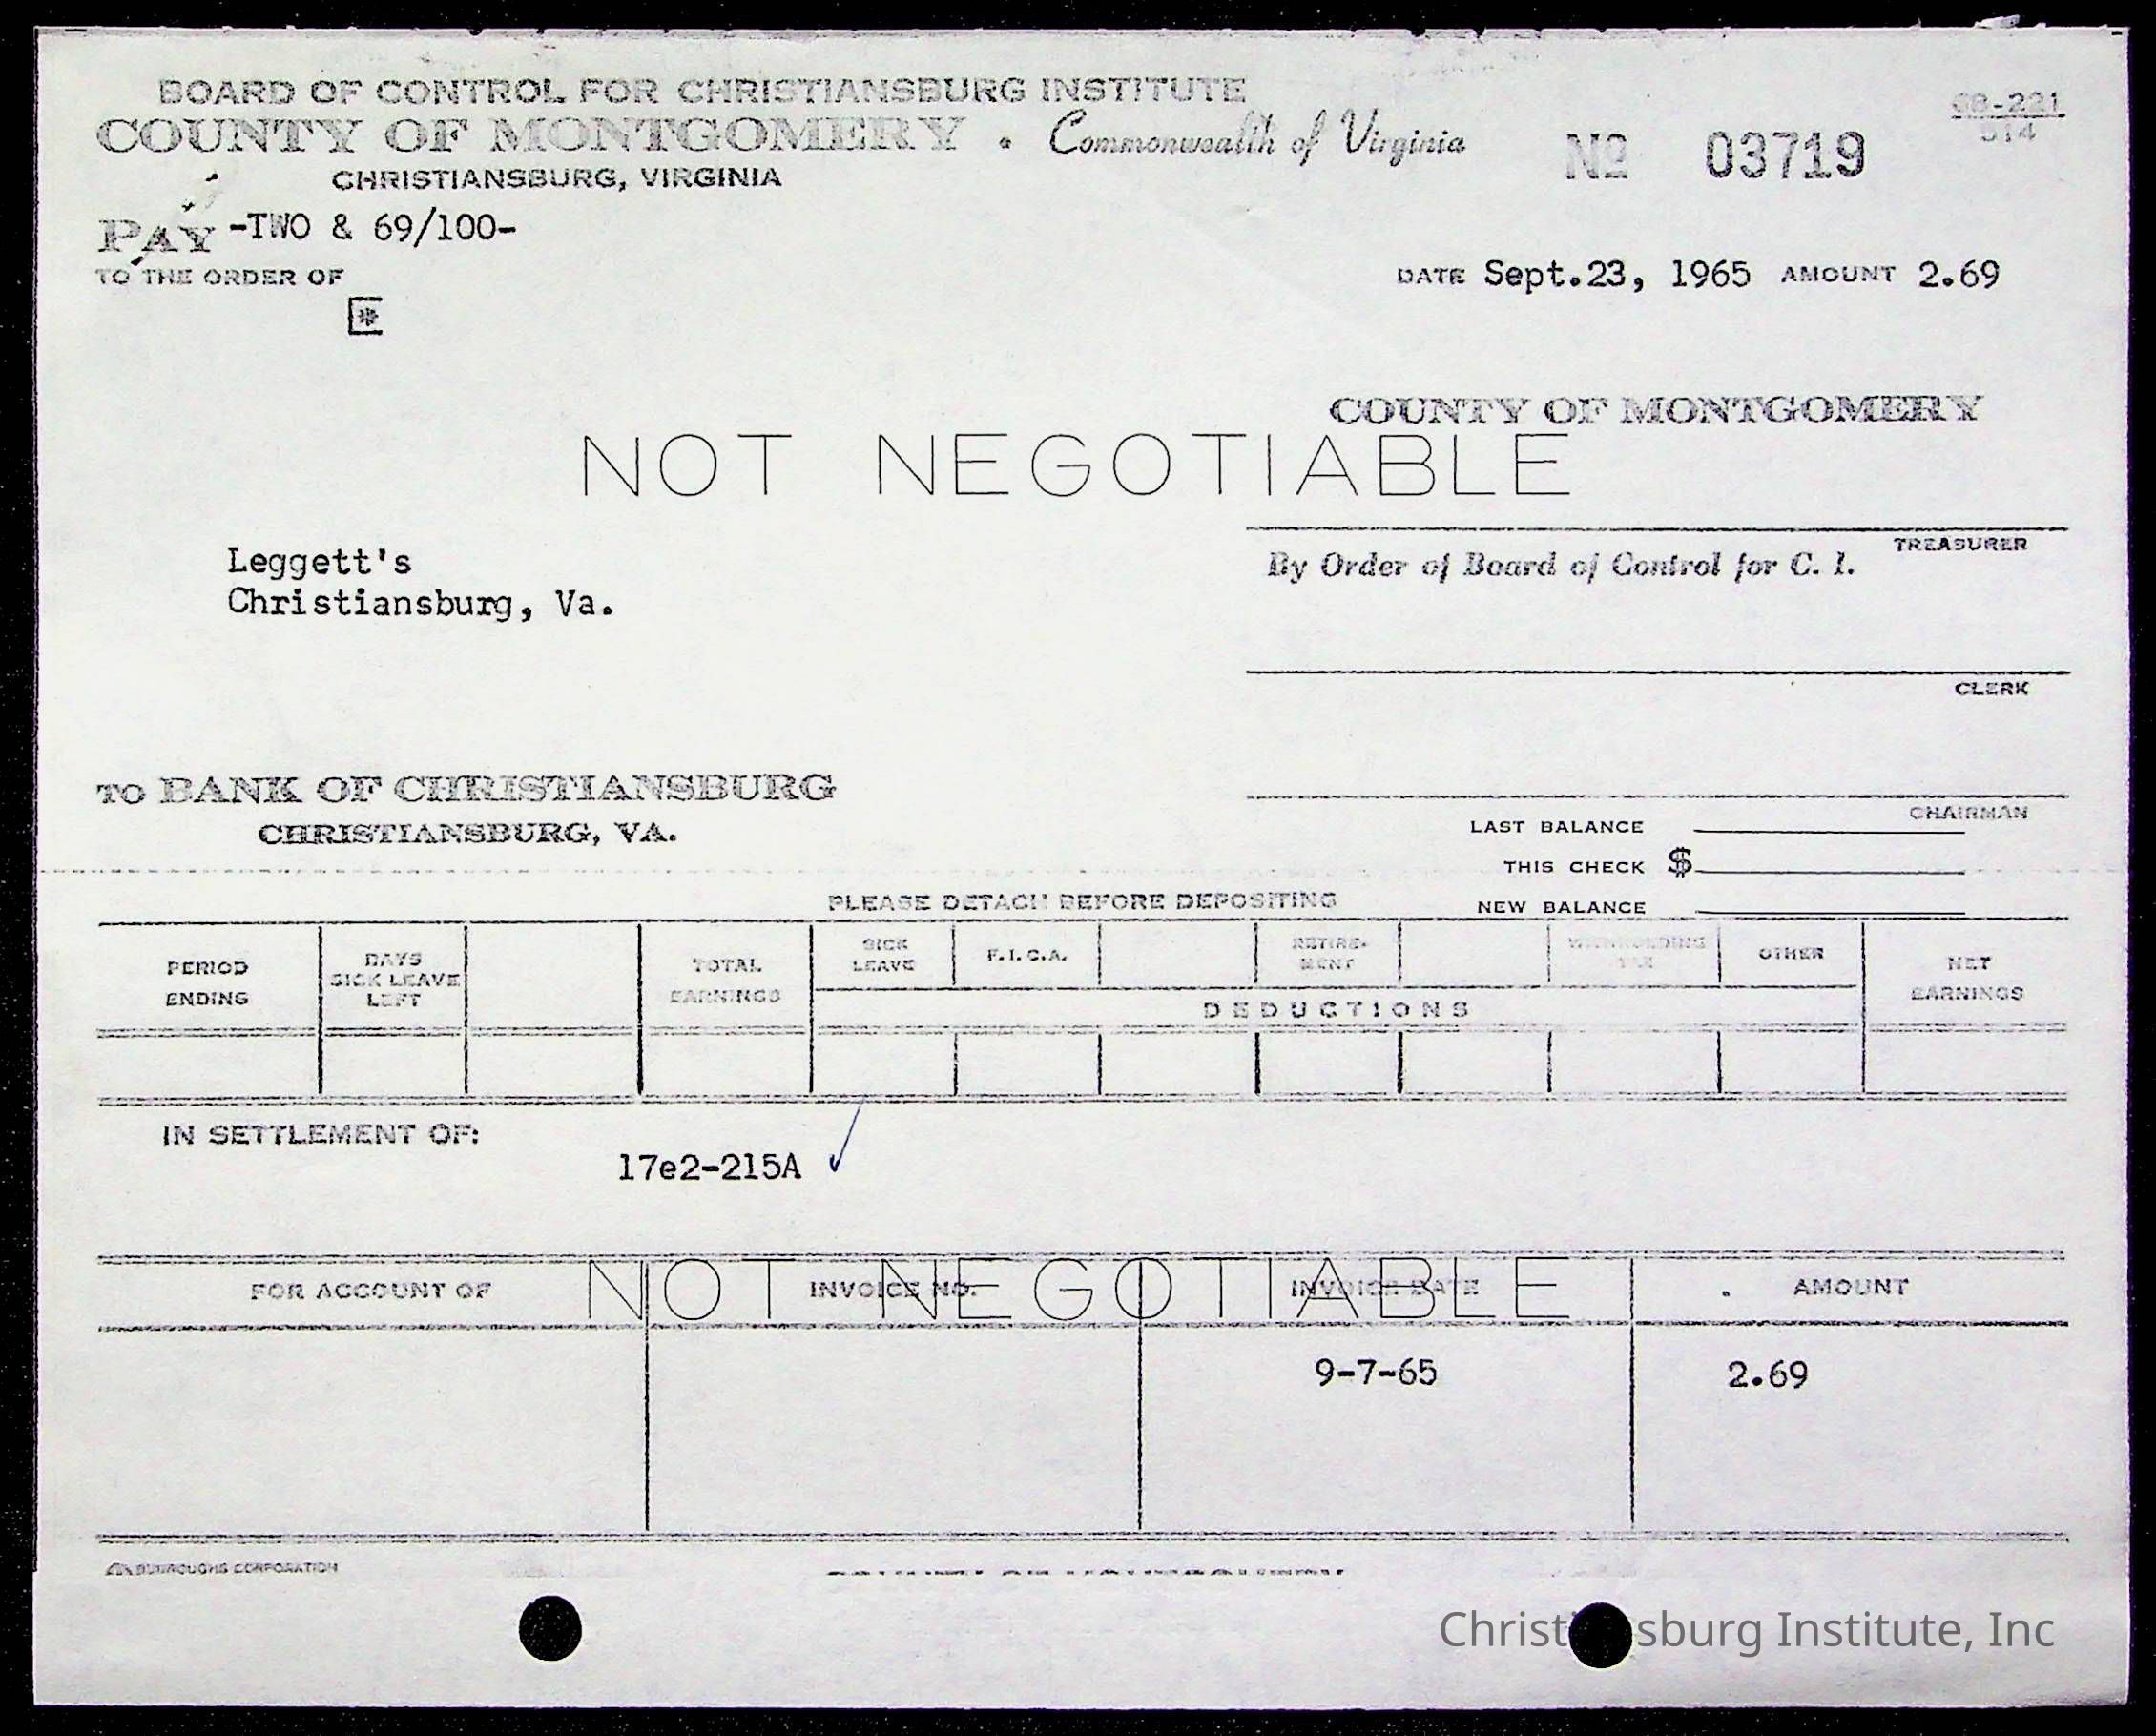 BOARD OF CONTROL FOR CHRISTIANSBURG INSTITUTE
COUNTY OF MONTGOMERY • Commonwealth of Virginia
CHRISTIANSBURG, VIRGINIA
No 03719
68-221
514
PAY -TWO & 69/100-
TO THE ORDER OF
DATE Sept.23, 1965 AMOUNT 2.69
COUNTY OF MONTGOMERY
NOT NEGOTIABLE
TREASURER
Leggett's
Christiansburg, Va.
By Order of Board of Control for C. I.
CLERK
TO BANK OF CHRISTIANSBURG
CHRISTIANSBURG, VA.
CHAIRMAN
LAST BALANCE
THIS CHECK $
NEW BALANCE
PLEASE DETACH BEFORE DEPOSITING
PERIOD ENDING
DAYS SICK LEAVE LEFT
TOTAL EARNINGS
SICK LEAVE
F.I.C.A.
RETIRE-MENT
WITHHOLDING TAX
OTHER
NET EARNINGS
DEDUCTIONS
IN SETTLEMENT OF:
17e2-215A ✓
NOT NEGOTIABLE
FOR ACCOUNT OF INVOICE NO. INVOICE DATE AMOUNT
9-7-65 2.69
BURROUGHS CORPORATION
Christiansburg Institute, Inc